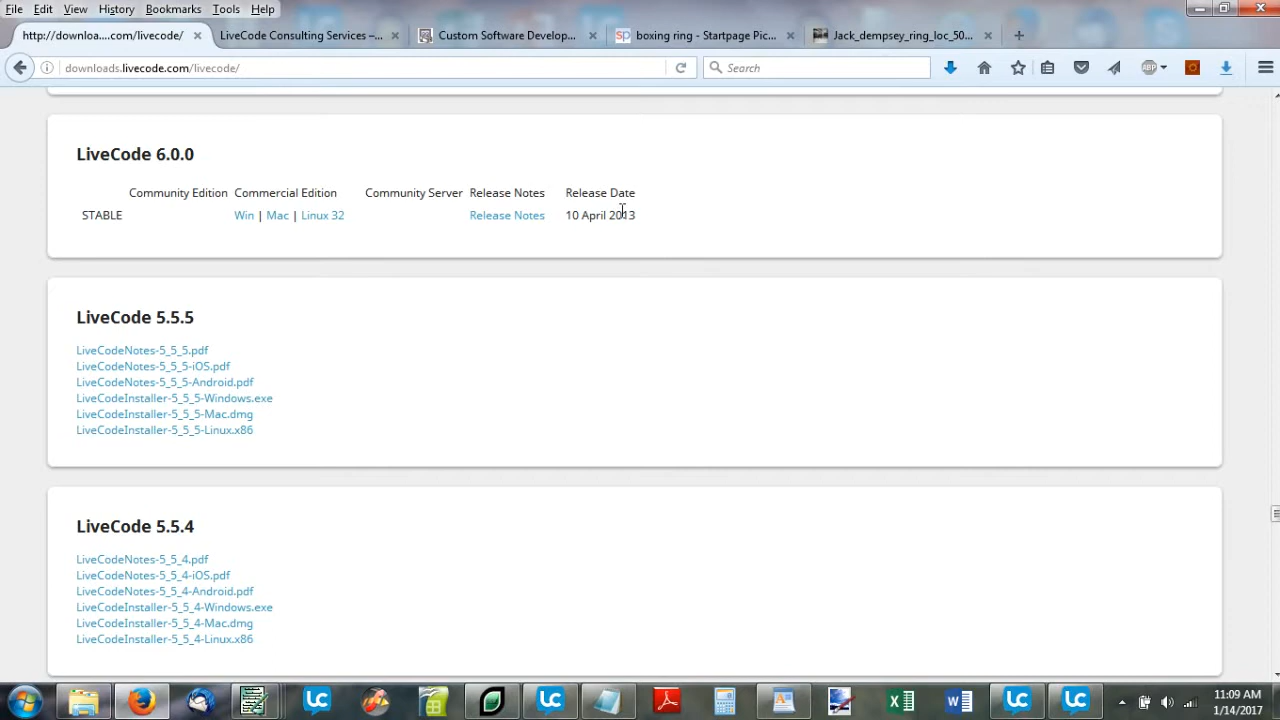 File Edit View History Bookmarks Tools Help
http://downloa....com/livecode/ LiveCode Consulting Services –... Custom Software Develop... boxing ring - Startpage Pic... Jack_dempsey_ring_loc_50...
downloads.livecode.com/livecode/ Search ABP
LiveCode 6.0.0
Community Edition Commercial Edition Community Server Release Notes Release Date
STABLE Win | Mac | Linux 32 Release Notes 10 April 2013
LiveCode 5.5.5
LiveCodeNotes-5_5_5.pdf
LiveCodeNotes-5_5_5-iOS.pdf
LiveCodeNotes-5_5_5-Android.pdf
LiveCodeInstaller-5_5_5-Windows.exe
LiveCodeInstaller-5_5_5-Mac.dmg
LiveCodeInstaller-5_5_5-Linux.x86
LiveCode 5.5.4
LiveCodeNotes-5_5_4.pdf
LiveCodeNotes-5_5_4-iOS.pdf
LiveCodeNotes-5_5_4-Android.pdf
LiveCodeInstaller-5_5_4-Windows.exe
LiveCodeInstaller-5_5_4-Mac.dmg
LiveCodeInstaller-5_5_4-Linux.x86
11:09 AM
1/14/2017